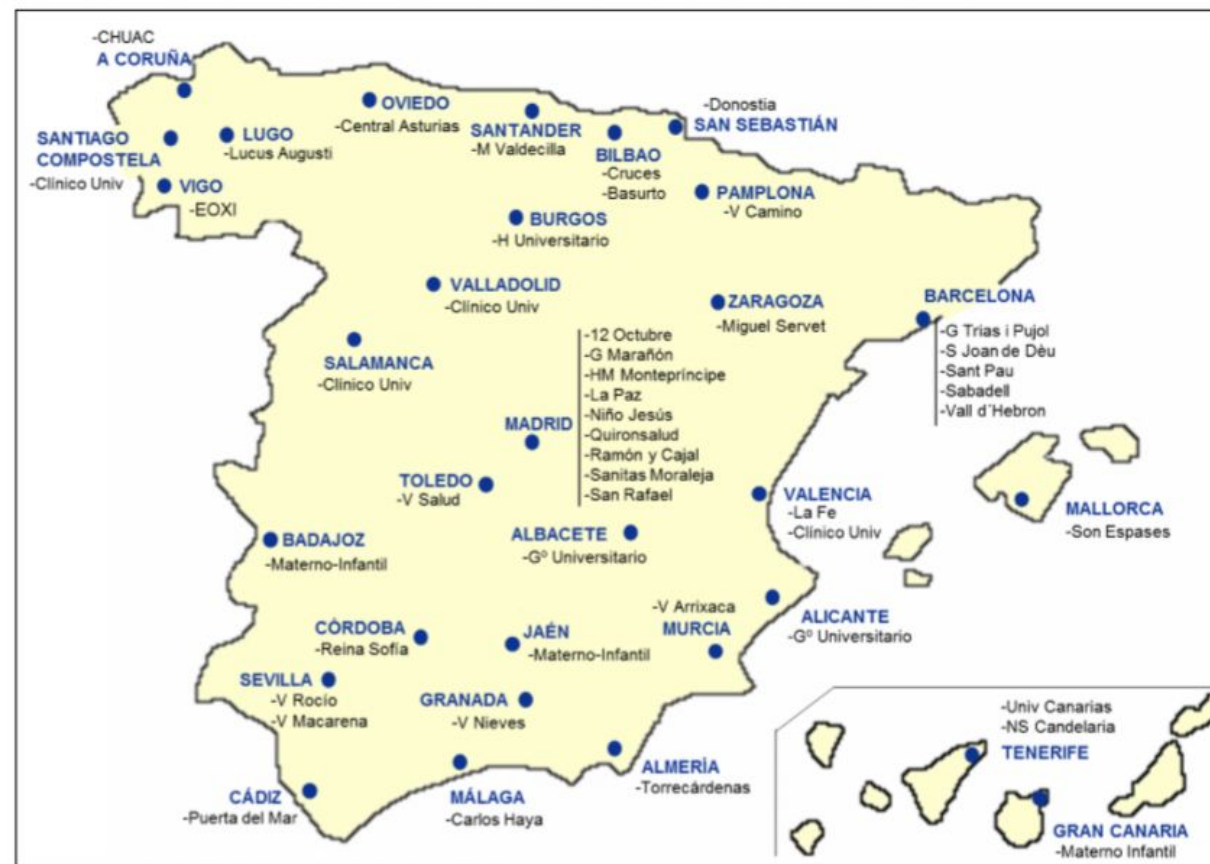 -CHUAC
A CORUÑA
OVIEDO
-Central Asturias
SANTANDER
-M Valdecilla
-Donostia
SAN SEBASTIÁN
BILBAO
-Cruces
-Basurto
SANTIAGO
COMPOSTELA
-Clínico Univ
LUGO
-Lucus Augusti
VIGO
-EOXI
PAMPLONA
-V Camino
BURGOS
-H Universitario
VALLADOLID
-Clínico Univ
ZARAGOZA
-Miguel Servet
BARCELONA
-G Trias i Pujol
-S Joan de Dèu
-Sant Pau
-Sabadell
-Vall d´Hebron
SALAMANCA
-Clínico Univ
MADRID
-12 Octubre
-G Marañón
-HM Montepríncipe
-La Paz
-Niño Jesús
-Quironsalud
-Ramón y Cajal
-Sanitas Moraleja
-San Rafael
TOLEDO
-V Salud
VALENCIA
-La Fe
-Clínico Univ
MALLORCA
-Son Espases
BADAJOZ
-Materno-Infantil
ALBACETE
-Gº Universitario
-V Arrixaca
MURCIA
ALICANTE
-Gº Universitario
CÓRDOBA
-Reina Sofía
JAÉN
-Materno-Infantil
SEVILLA
-V Rocío
-V Macarena
GRANADA
-V Nieves
ALMERÍA
-Torrecárdenas
CÁDIZ
-Puerta del Mar
MÁLAGA
-Carlos Haya
-Univ Canarias
-NS Candelaria
TENERIFE
GRAN CANARIA
-Materno Infantil